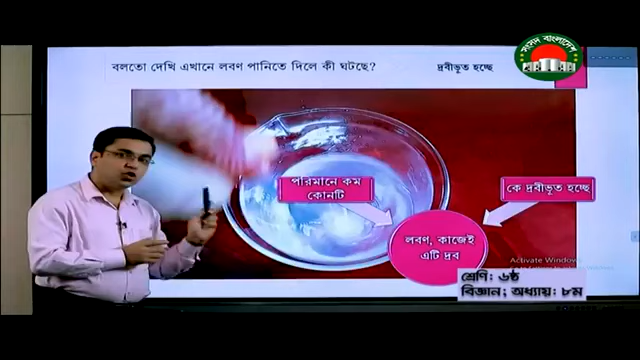 বলতো দেখি এখানে লবণ পানিতে দিলে কী ঘটছে?
দ্রবীভূত হচ্ছে
সংসদ বাংলাদেশ
পরিমানে কম
কোনটি
কে দ্রবীভূত হচ্ছে
লবণ, কাজেই
এটি দ্রব
Activate Windows
শ্রেণি: ৬ষ্ঠ
বিজ্ঞান; অধ্যায়: ৮ম